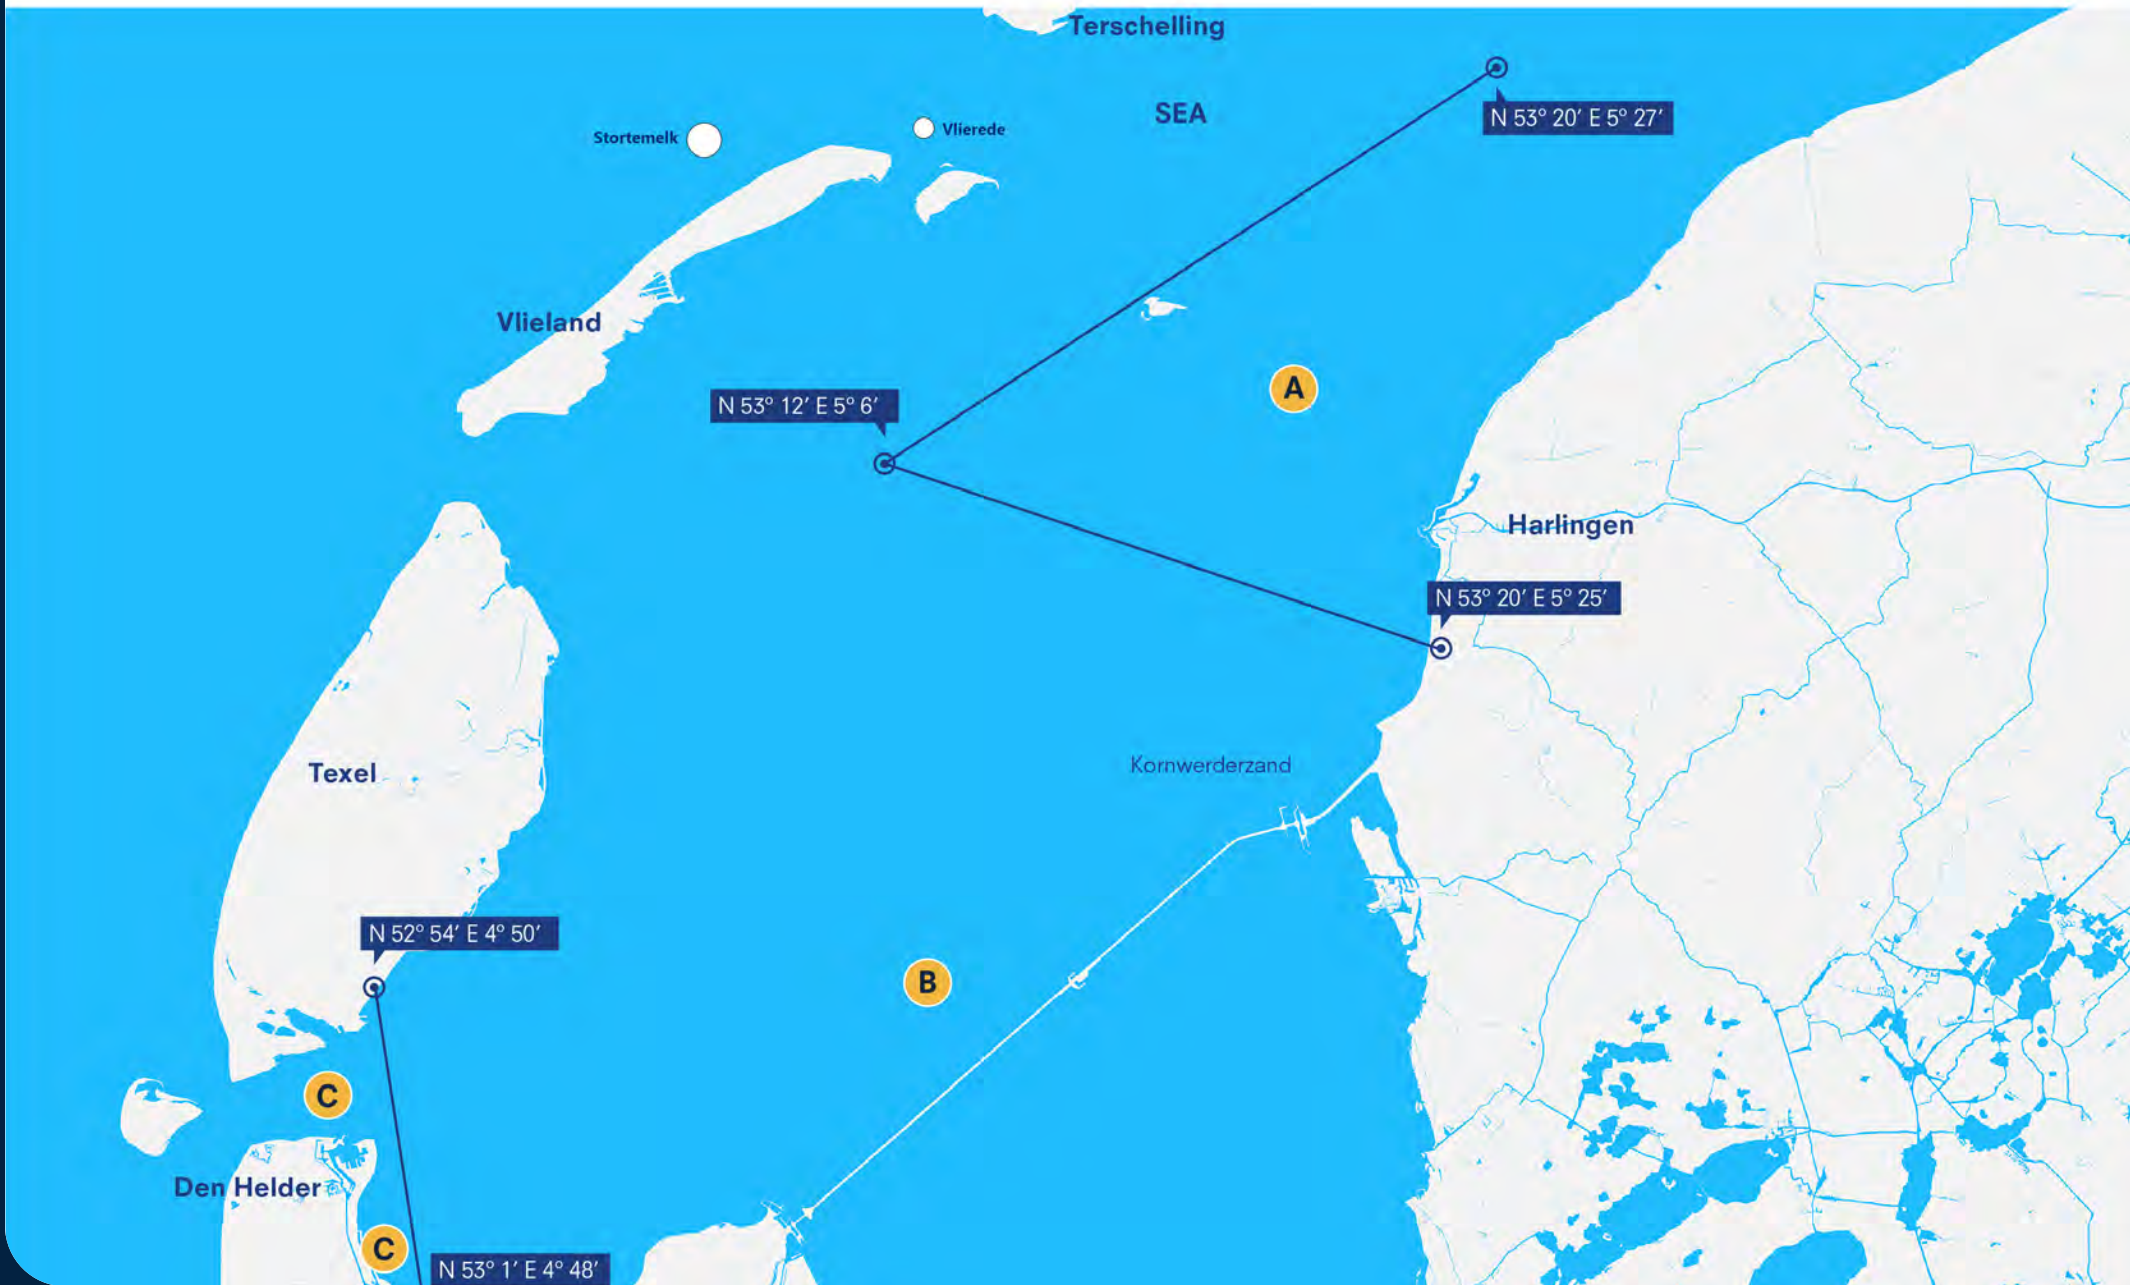 Terschelling
SEA
N 53° 20′ E 5° 27′
Stortemelk
Vlierede
Vlieland
A
N 53° 12′ E 5° 6′
Harlingen
N 53° 20′ E 5° 25′
Kornwerderzand
Texel
N 52° 54′ E 4° 50′
B
C
Den Helder
C
N 53° 1′ E 4° 48′